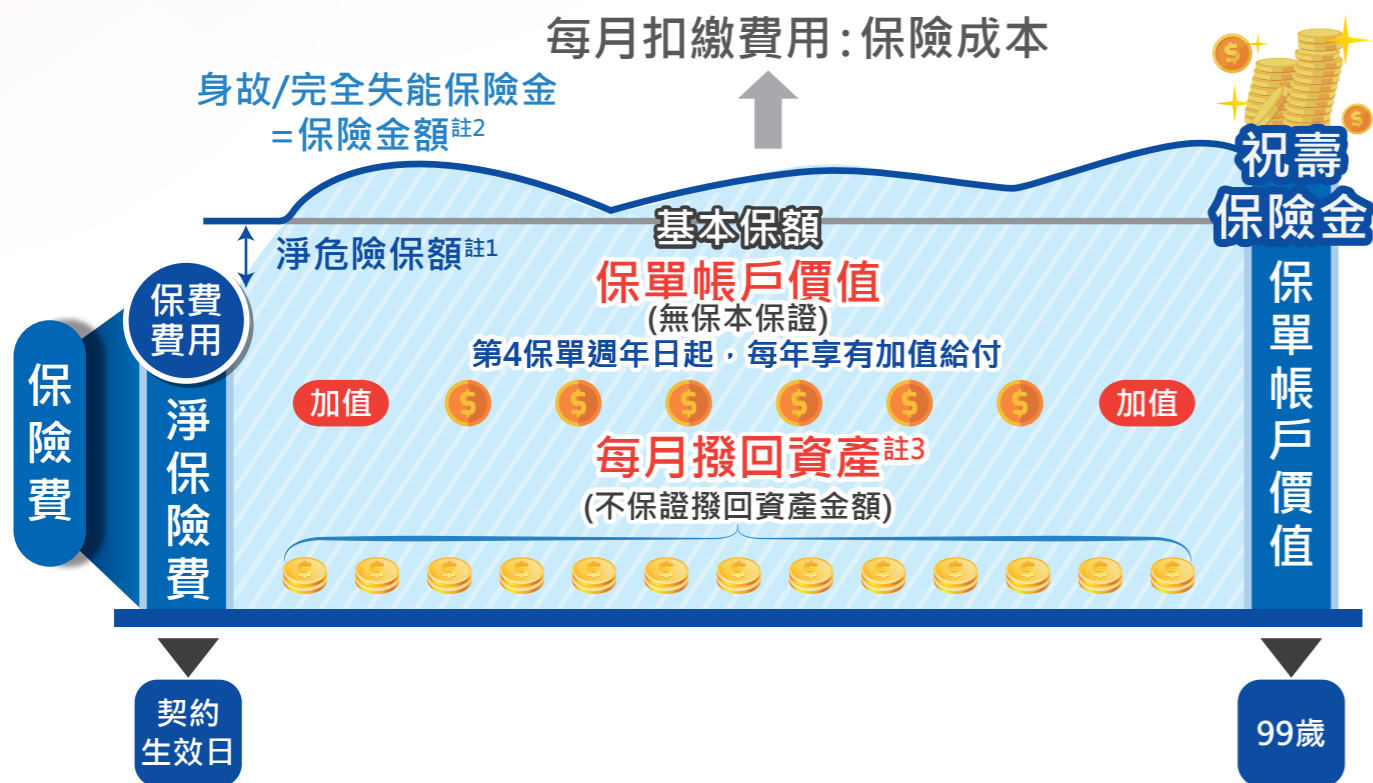 每月扣繳費用:保險成本
身故/完全失能保險金
=保險金額註2
祝壽
保險金
基本保額
淨危險保額註1
保單帳戶價值
(無保本保證)
第4保單週年日起,每年享有加值給付
保費
費用
保險費
淨保險費
加值
加值
每月撥回資產註3
(不保證撥回資產金額)
保單帳戶價值
契約
生效日
99歲